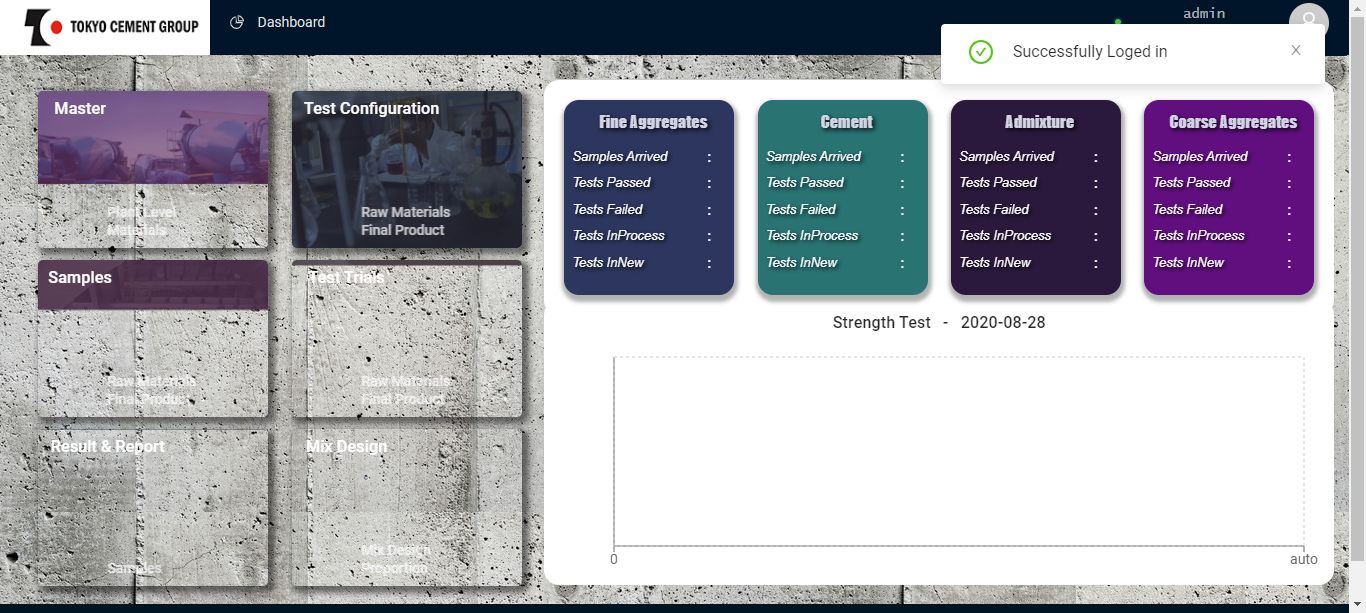 TOKYO CEMENT GROUP
Dashboard
admin
Successfully Loged in
Master
Plant Level
Materials
Test Configuration
Raw Materials
Final Product
Samples
Raw Materials
Final Product
Test Trials
Raw Materials
Final Product
Result & Report
Samples
Mix Design
Mix Design
Proportion
Fine Aggregates
Samples Arrived :
Tests Passed :
Tests Failed :
Tests InProcess :
Tests InNew :
Cement
Samples Arrived :
Tests Passed :
Tests Failed :
Tests InProcess :
Tests InNew :
Admixture
Samples Arrived :
Tests Passed :
Tests Failed :
Tests InProcess :
Tests InNew :
Coarse Aggregates
Samples Arrived :
Tests Passed :
Tests Failed :
Tests InProcess :
Tests InNew :
Strength Test - 2020-08-28
0
auto